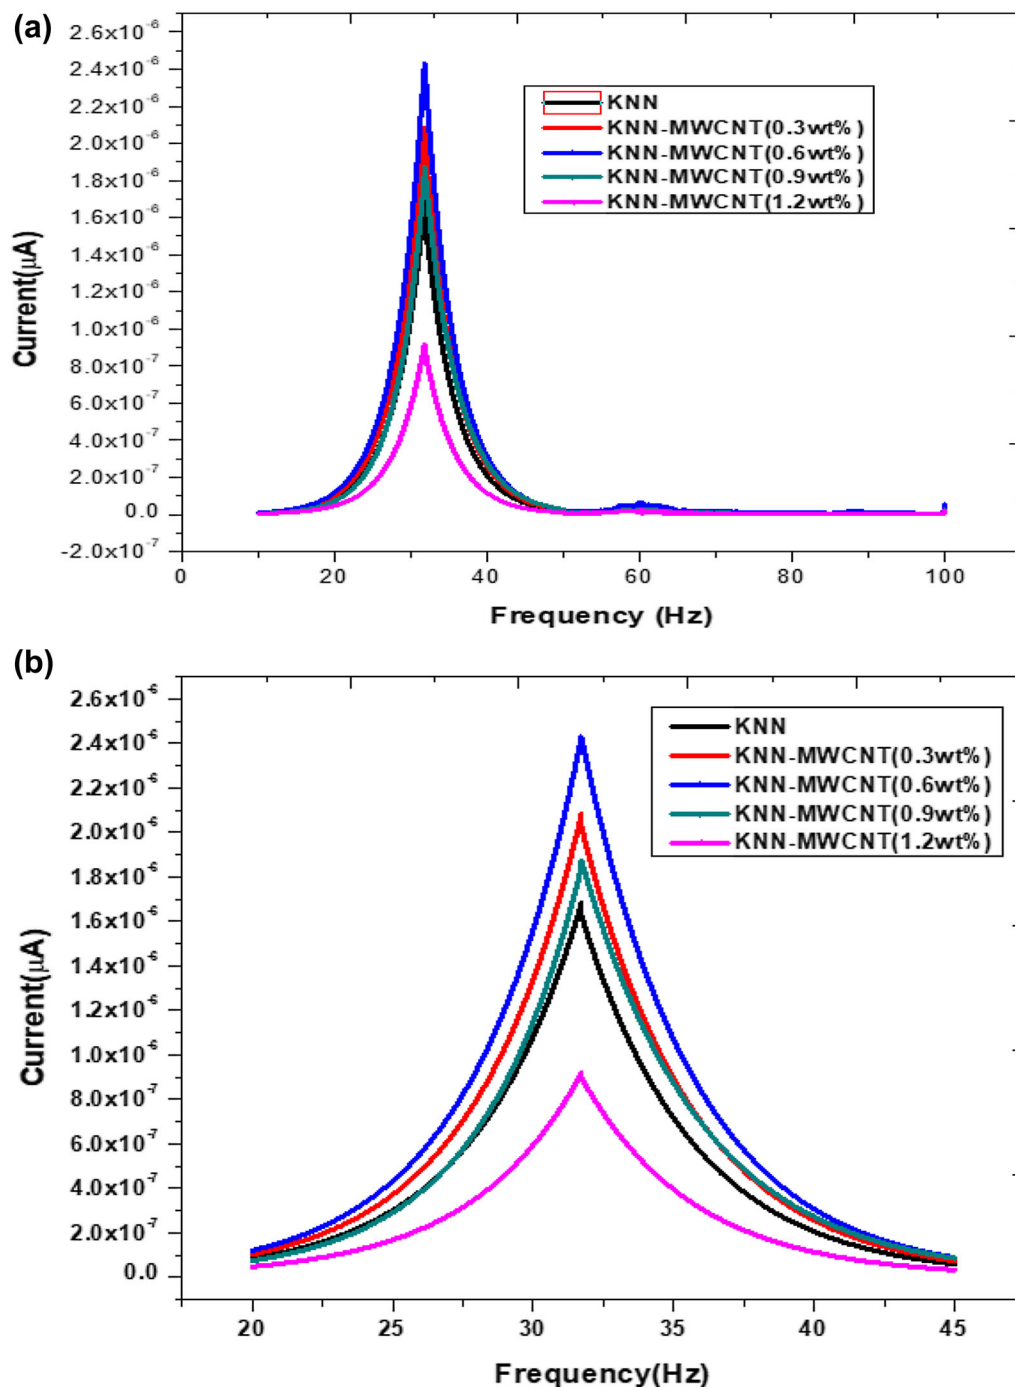 (a)
2.6x10⁻⁶
2.4x10⁻⁶
2.2x10⁻⁶
2.0x10⁻⁶
1.8x10⁻⁶
1.6x10⁻⁶
1.4x10⁻⁶
1.2x10⁻⁶
1.0x10⁻⁶
8.0x10⁻⁷
6.0x10⁻⁷
4.0x10⁻⁷
2.0x10⁻⁷
0.0
-2.0x10⁻⁷
Current(μA)
KNN
KNN-MWCNT(0.3wt%)
KNN-MWCNT(0.6wt%)
KNN-MWCNT(0.9wt%)
KNN-MWCNT(1.2wt%)
0 20 40 60 80 100
Frequency (Hz)
(b)
2.6x10⁻⁶
2.4x10⁻⁶
2.2x10⁻⁶
2.0x10⁻⁶
1.8x10⁻⁶
1.6x10⁻⁶
1.4x10⁻⁶
1.2x10⁻⁶
1.0x10⁻⁶
8.0x10⁻⁷
6.0x10⁻⁷
4.0x10⁻⁷
2.0x10⁻⁷
0.0
Current(μA)
KNN
KNN-MWCNT(0.3wt%)
KNN-MWCNT(0.6wt%)
KNN-MWCNT(0.9wt%)
KNN-MWCNT(1.2wt%)
20 25 30 35 40 45
Frequency(Hz)